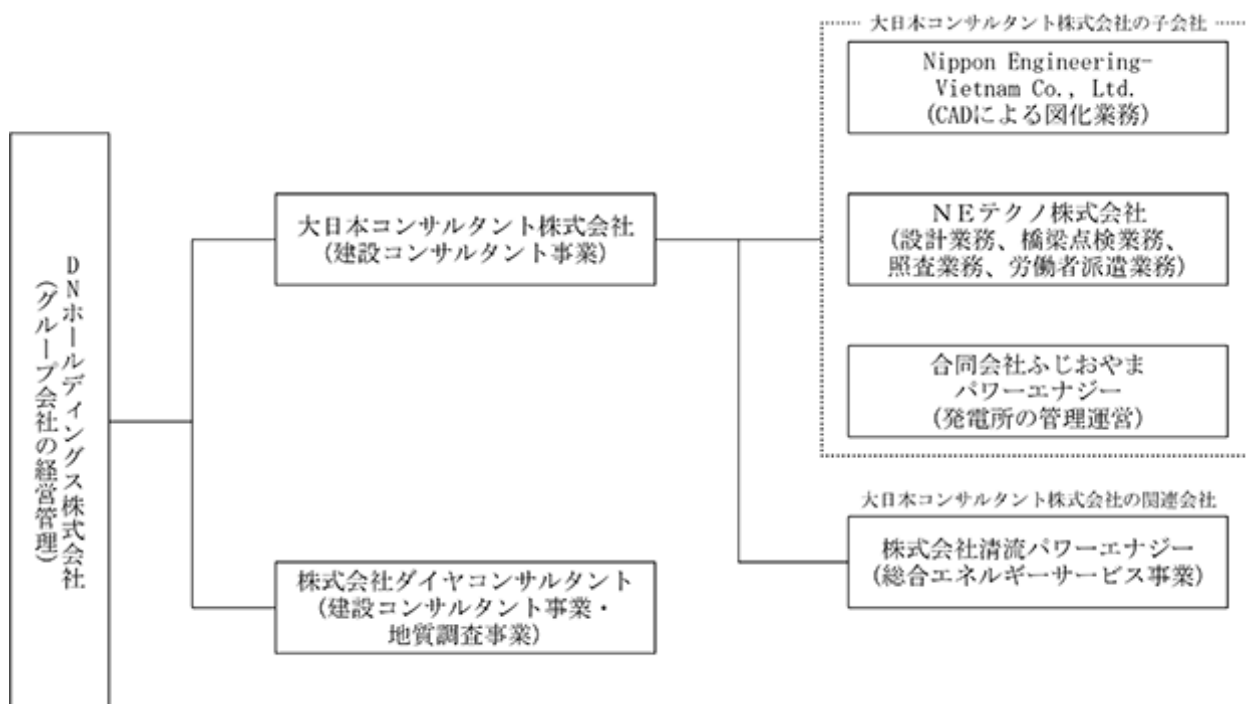 DNホールディングス株式会社
(グループ会社の経営管理)
大日本コンサルタント株式会社
(建設コンサルタント事業)
株式会社ダイヤコンサルタント
(建設コンサルタント事業・
地質調査事業)
大日本コンサルタント株式会社の子会社
Nippon Engineering-
Vietnam Co., Ltd.
(CADによる図化業務)
NEテクノ株式会社
(設計業務、橋梁点検業務、
照査業務、労働者派遣業務)
合同会社ふじおやま
パワーエナジー
(発電所の管理運営)
大日本コンサルタント株式会社の関連会社
株式会社清流パワーエナジー
(総合エネルギーサービス事業)